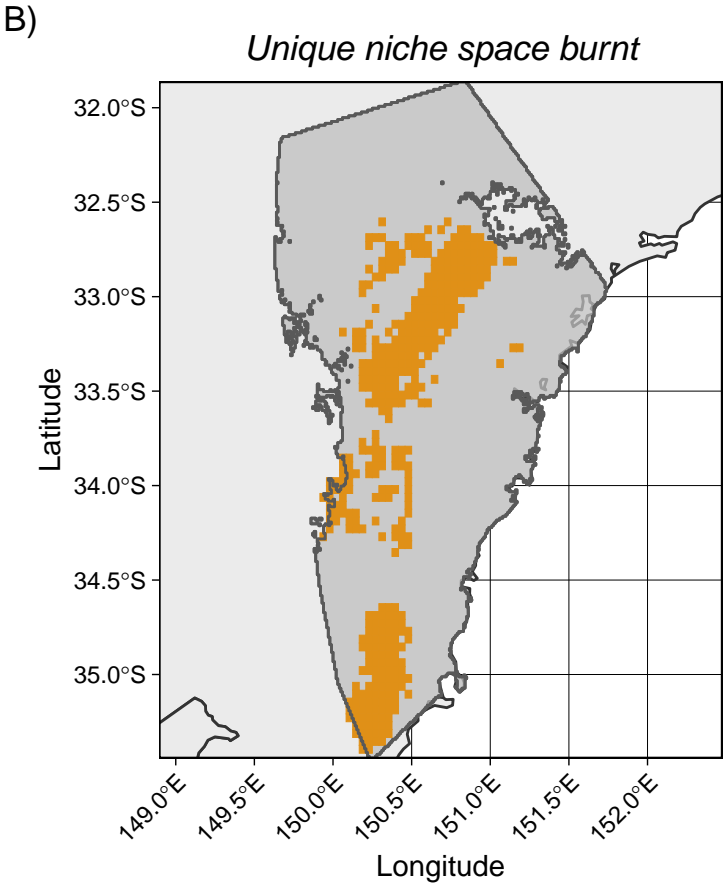 B)
Unique niche space burnt
32.0°S
32.5°S
33.0°S
33.5°S
34.0°S
34.5°S
35.0°S
Latitude
149.0°E
149.5°E
150.0°E
150.5°E
151.0°E
151.5°E
152.0°E
Longitude